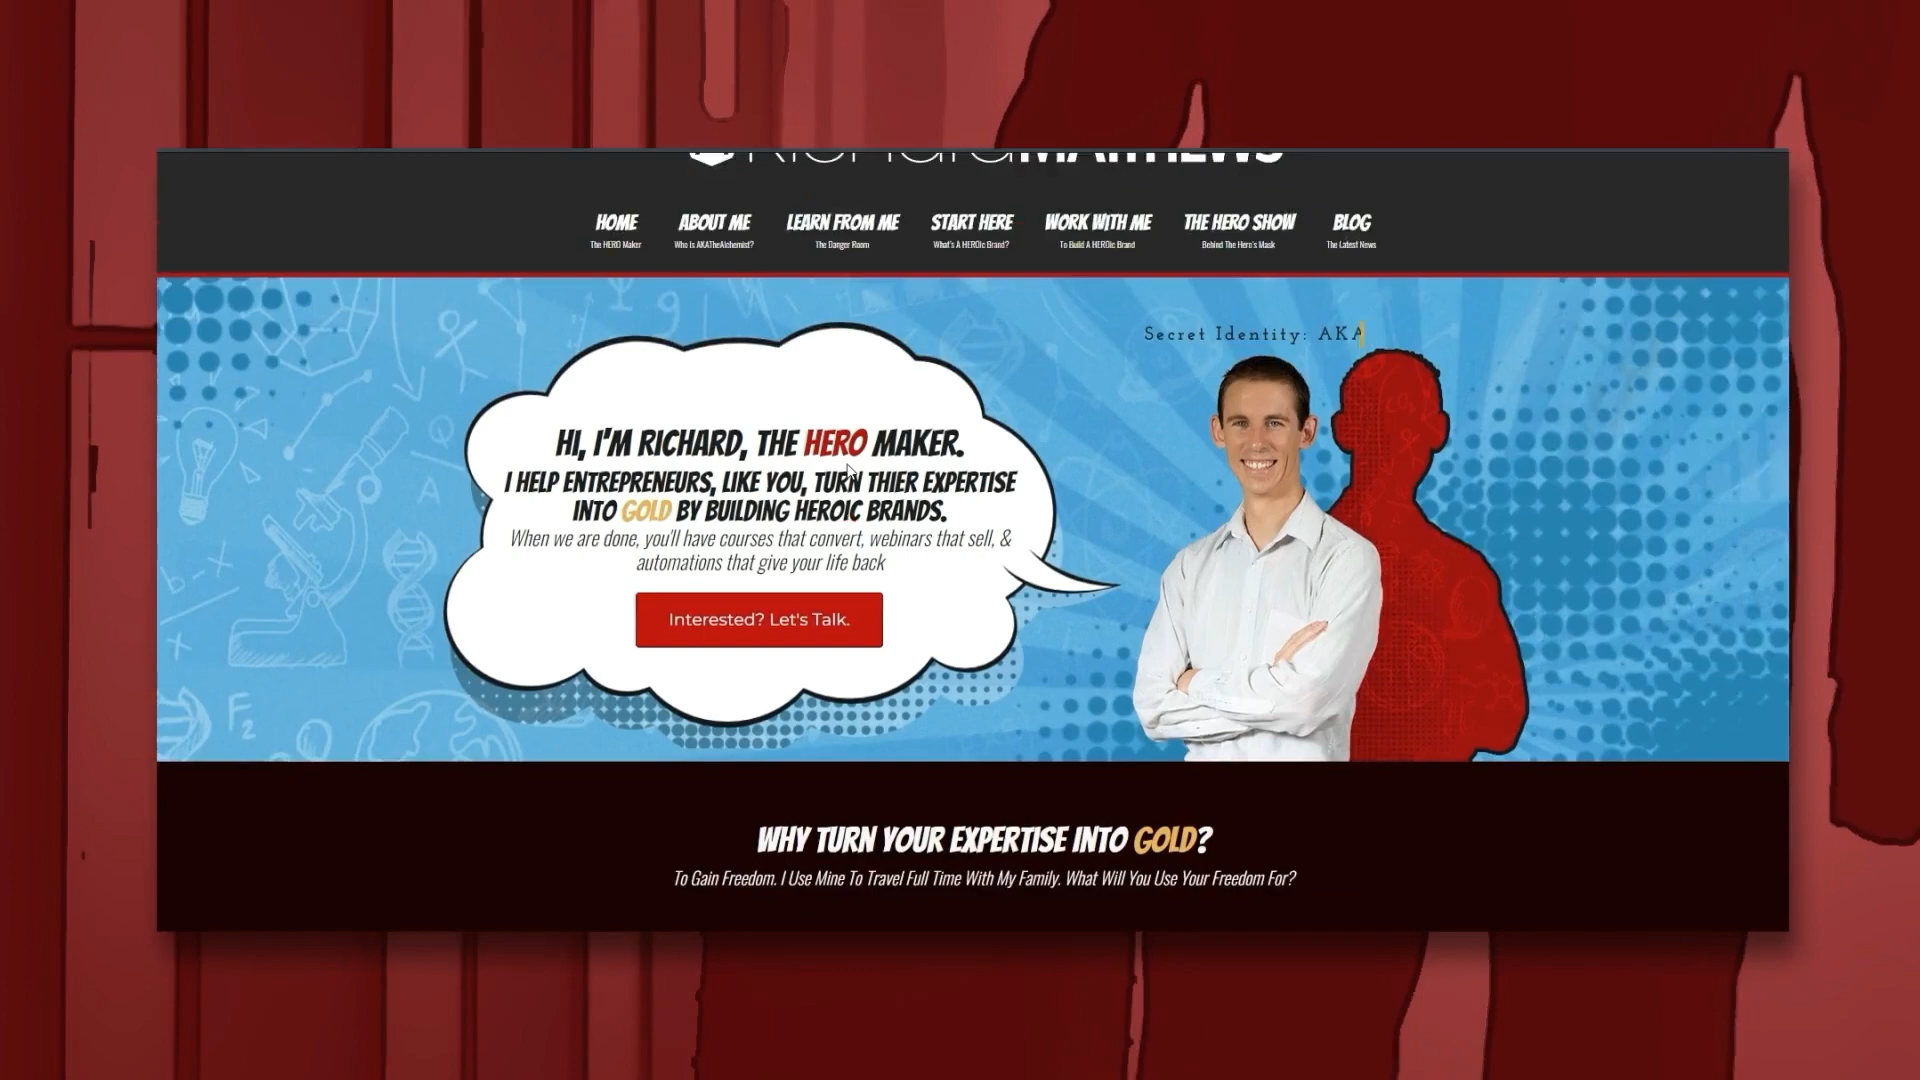 RICHARD MATTHEWS
HOME
The HERO Maker
ABOUT ME
Who Is AKATheAlchemist?
LEARN FROM ME
The Danger Room
START HERE
What's A HEROic Brand?
WORK WITH ME
To Build A HEROic Brand
THE HERO SHOW
Behind The Hero's Mask
BLOG
The Latest News
Secret Identity: AKA
HI, I'M RICHARD, THE HERO MAKER.
I HELP ENTREPRENEURS, LIKE YOU, TURN THIER EXPERTISE
INTO GOLD BY BUILDING HEROIC BRANDS.
When we are done, you'll have courses that convert, webinars that sell, &
automations that give your life back
Interested? Let's Talk.
WHY TURN YOUR EXPERTISE INTO GOLD?
To Gain Freedom. I Use Mine To Travel Full Time With My Family. What Will You Use Your Freedom For?